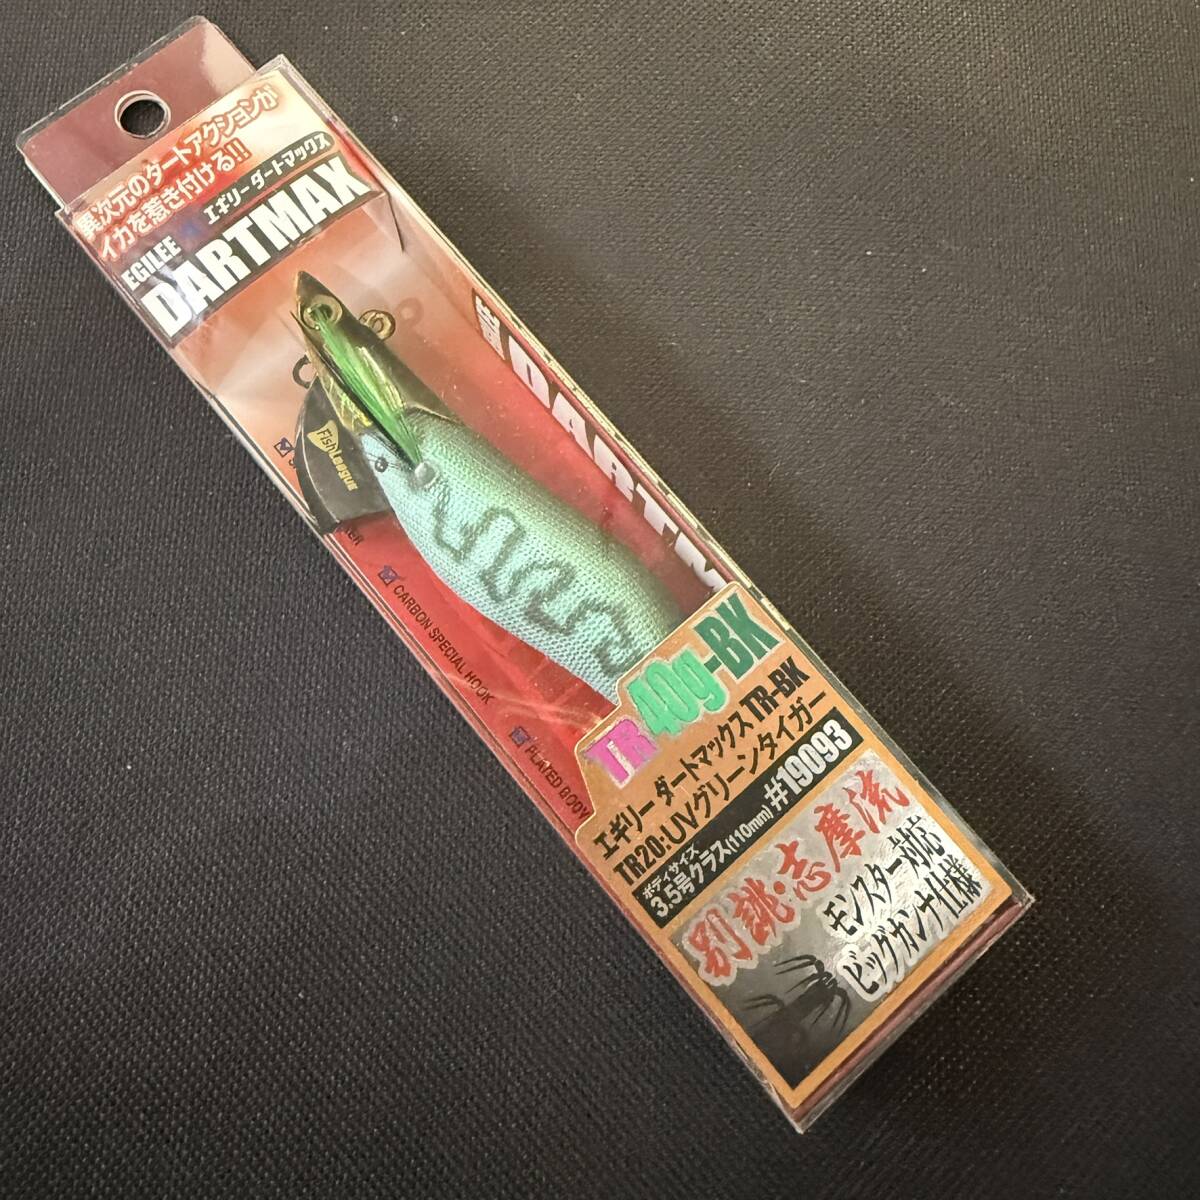 異次元のダートアクションが
イカを惹き付ける!!
EGILEE エギリー ダートマックス
DARTMAX
FishLeague
CARBON SPECIAL HOOK
PLATED BODY
TR40g-BK
エギリー ダートマックス TR-BK
TR20:UVグリーンタイガー
ボディサイズ
3.5号クラス(110mm) #19093
別誂:志摩流
モンスター対応
ビッグカンナ仕様